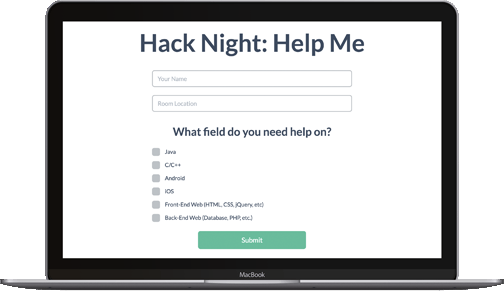 Hack Night: Help Me
Your Name
Room Location
What field do you need help on?
Java
C/C++
Android
iOS
Front-End Web (HTML, CSS, jQuery, etc)
Back-End Web (Database, PHP, etc.)
Submit
MacBook